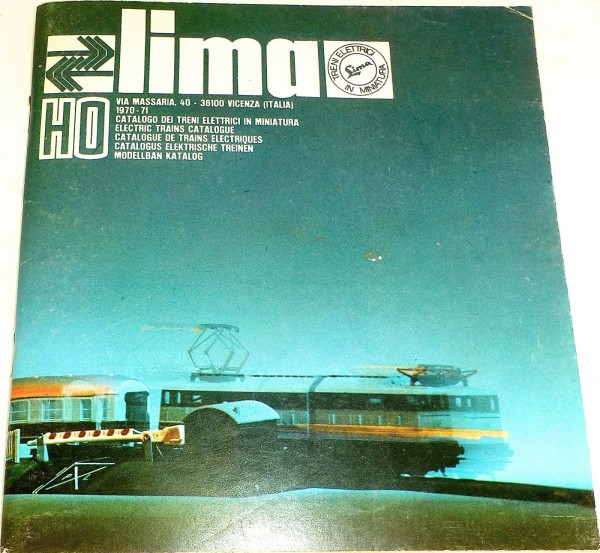 lima
TRENI ELETTRICI
Lima
IN MINIATURA
HO
VIA MASSARIA. 40 - 36100 VICENZA (ITALIA)
1970-71
CATALOGO DEI TRENI ELETTRICI IN MINIATURA
ELECTRIC TRAINS CATALOGUE
CATALOGUE DE TRAINS ELECTRIQUES
CATALOGUS ELEKTRISCHE TREINEN
MODELLBAN KATALOG